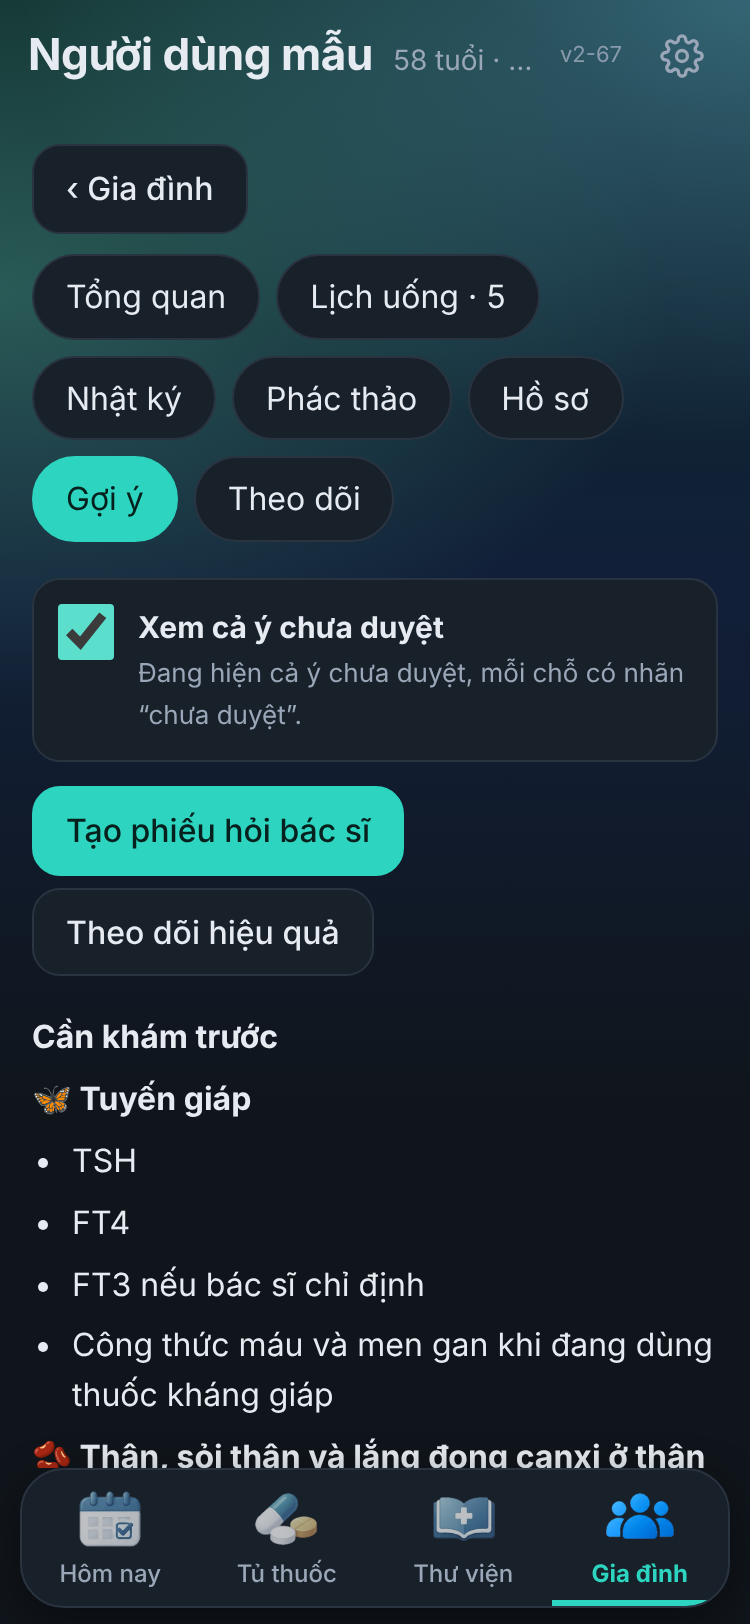 Người dùng mẫu 58 tuổi · ... v2-67
‹ Gia đình
Tổng quan Lịch uống · 5
Nhật ký Phác thảo Hồ sơ
Gợi ý Theo dõi
Xem cả ý chưa duyệt
Đang hiện cả ý chưa duyệt, mỗi chỗ có nhãn
“chưa duyệt”.
Tạo phiếu hỏi bác sĩ
Theo dõi hiệu quả
Cần khám trước
Tuyến giáp
• TSH
• FT4
• FT3 nếu bác sĩ chỉ định
• Công thức máu và men gan khi đang dùng
thuốc kháng giáp
Thận, sỏi thận và lắng đọng canxi ở thận
Hôm nay Tủ thuốc Thư viện Gia đình